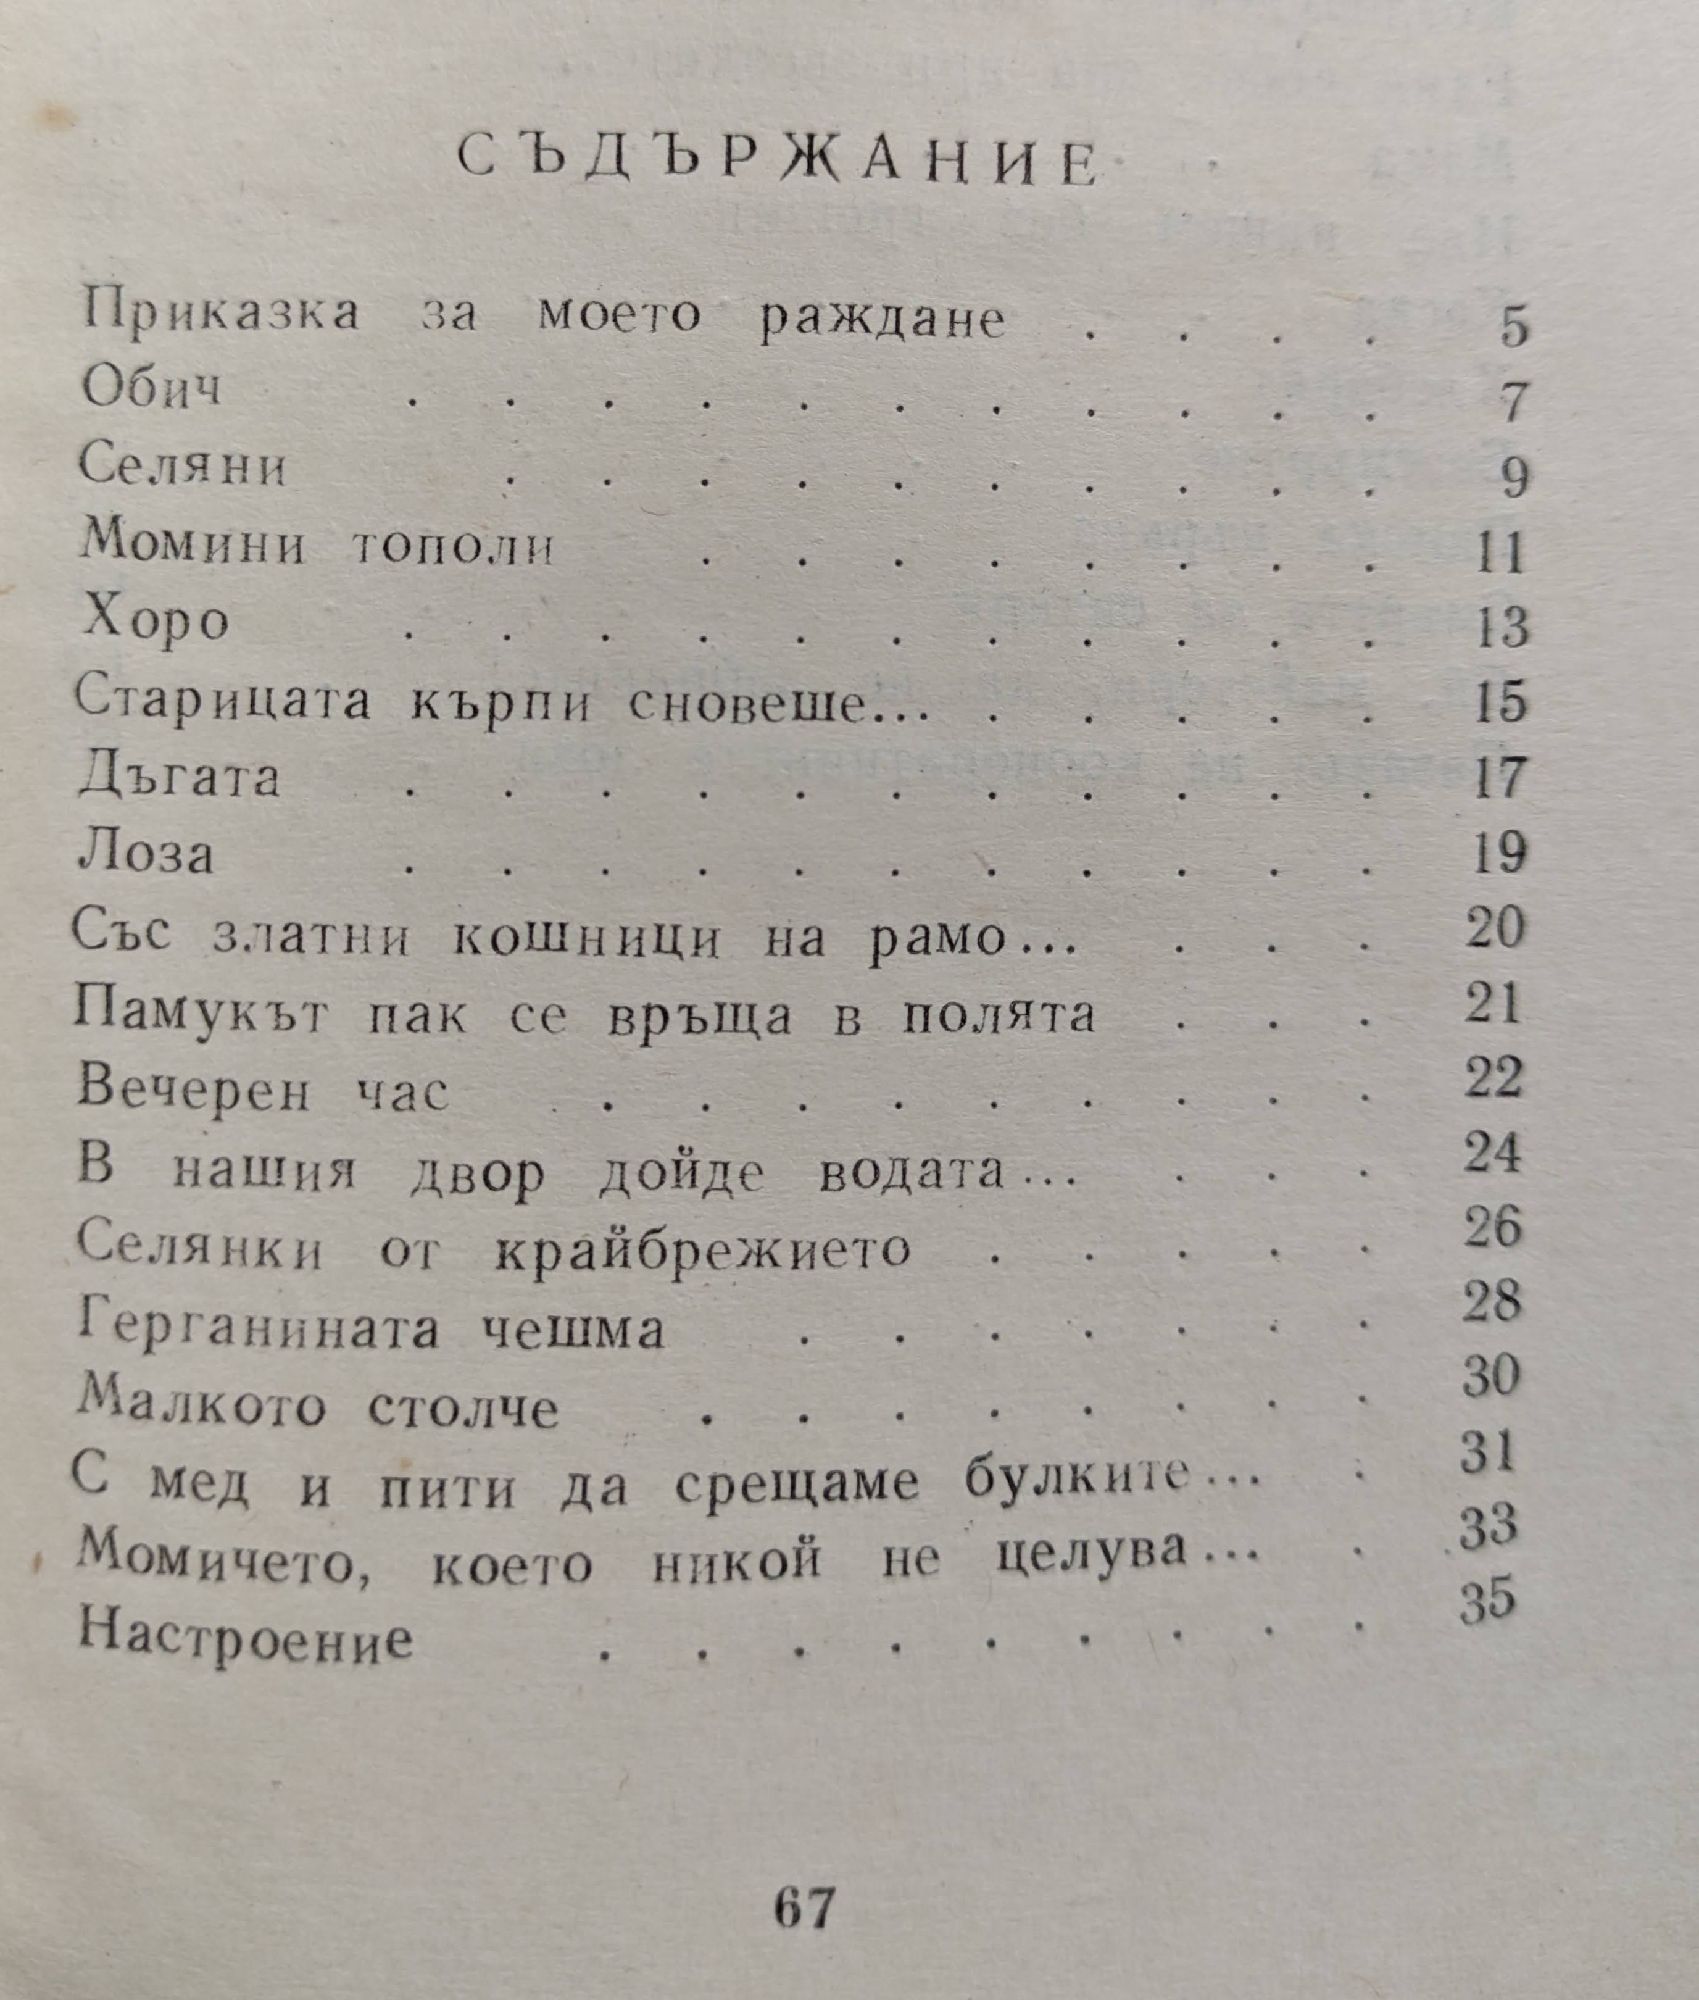 СЪДЪРЖАНИЕ
Приказка за моето раждане . . . . 5
Обич . . . . . . . . . . . 7
Селяни . . . . . . . . . . 9
Момини тополи . . . . . . . . 11
Хоро . . . . . . . . . . . 13
Старицата кърпи сновеше... . . . . . 15
Дъгата . . . . . . . . . . . 17
Лоза . . . . . . . . . . . 19
Със златни кошници на рамо... . . . 20
Памукът пак се връща в полята . . . 21
Вечерен час . . . . . . . . . 22
В нашия двор дойде водата... . . . 24
Селянки от крайбрежието . . . . . 26
Герганината чешма . . . . . . . 28
Малкото столче . . . . . . . . 30
С мед и пити да срещаме булките... . 31
Момичето, което никой не целува... . 33
Настроение . . . . . . . . . 35
67